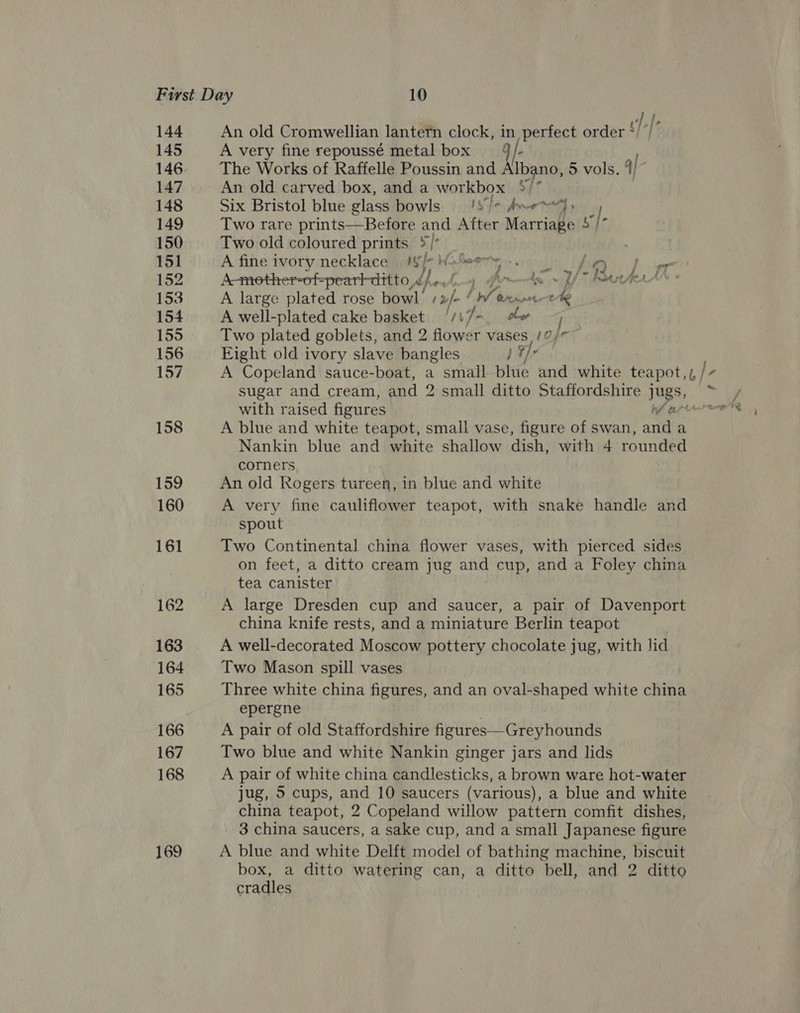 First Day 10
144 An old Cromwellian lantern clock, in perfect order
145 A very fine repoussé metal box 9/-
146 The Works of Raffelle Poussin and Albano, 5 vols. 9/-
147 An old carved box, and a workbox 5/-
148 Six Bristol blue glass bowls 15/-
149 Two rare prints—Before and After Marriage 5/-
150 Two old coloured prints 5/-
151 A fine ivory necklace 15/-
152 A mother-of-pearl ditto
153 A large plated rose bowl 12/-
154 A well-plated cake basket
155 Two plated goblets, and 2 flower vases 10/-
156 Eight old ivory slave bangles 17/-
157 A Copeland sauce-boat, a small blue and white teapot,
sugar and cream, and 2 small ditto Staffordshire jugs,
with raised figures
158 A blue and white teapot, small vase, figure of swan, and a
Nankin blue and white shallow dish, with 4 rounded
corners
159 An old Rogers tureen, in blue and white
160 A very fine cauliflower teapot, with snake handle and
spout
161 Two Continental china flower vases, with pierced sides
on feet, a ditto cream jug and cup, and a Foley china
tea canister
162 A large Dresden cup and saucer, a pair of Davenport
china knife rests, and a miniature Berlin teapot
163 A well-decorated Moscow pottery chocolate jug, with lid
164 Two Mason spill vases
165 Three white china figures, and an oval-shaped white china
epergne
166 A pair of old Staffordshire figures—Greyhounds
167 Two blue and white Nankin ginger jars and lids
168 A pair of white china candlesticks, a brown ware hot-water
jug, 5 cups, and 10 saucers (various), a blue and white
china teapot, 2 Copeland willow pattern comfit dishes,
3 china saucers, a sake cup, and a small Japanese figure
169 A blue and white Delft model of bathing machine, biscuit
box, a ditto watering can, a ditto bell, and 2 ditto
cradles